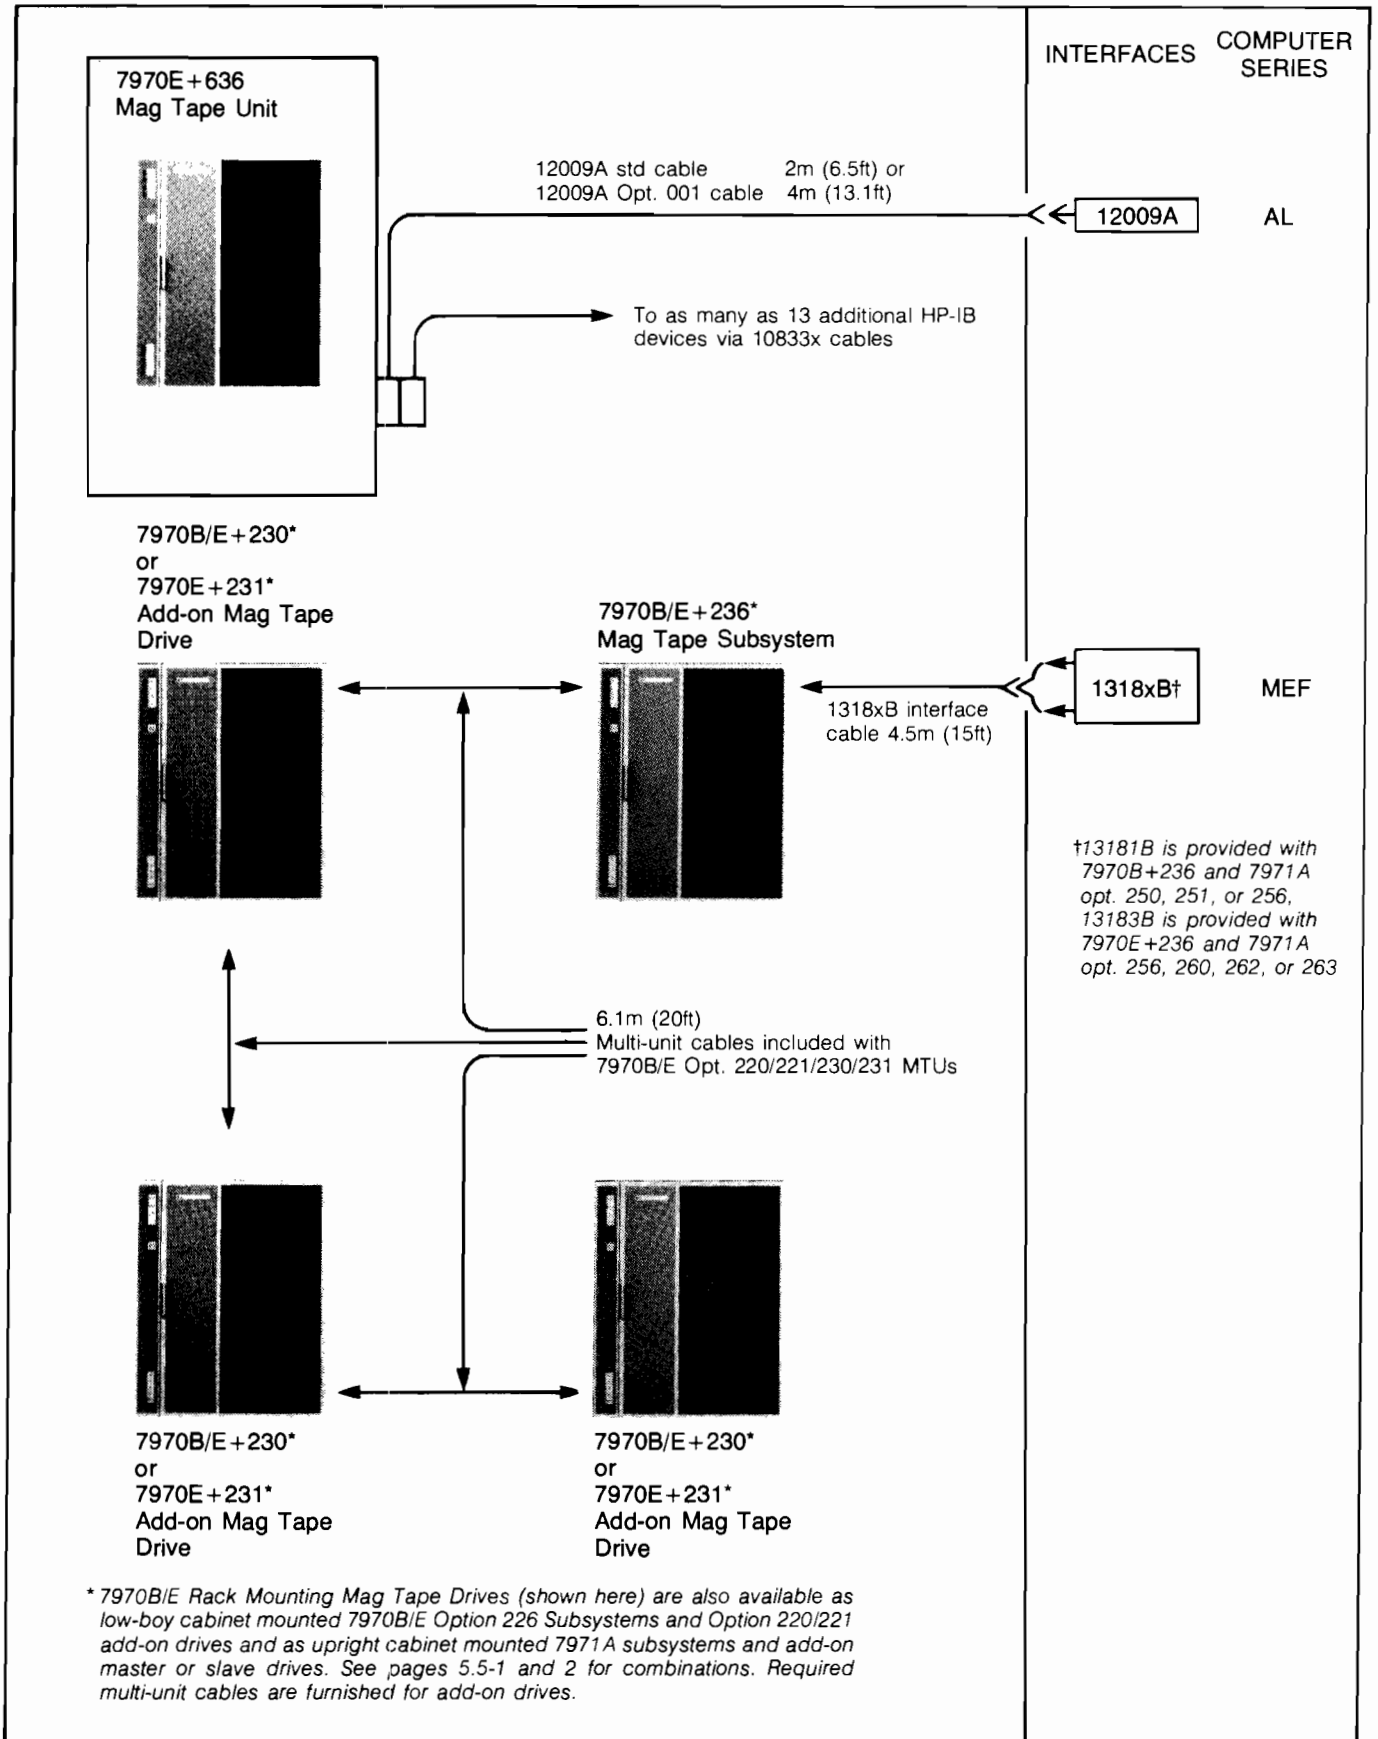 INTERFACES
COMPUTER
SERIES
7970E+636
Mag Tape Unit
12009A std cable 2m (6.5ft) or
12009A Opt. 001 cable 4m (13.1ft)
12009A
AL
To as many as 13 additional HP-IB
devices via 10833x cables
7970B/E+230*
or
7970E+231*
Add-on Mag Tape
Drive
7970B/E+236*
Mag Tape Subsystem
1318xB†
MEF
1318xB interface
cable 4.5m (15ft)
†13181B is provided with
7970B+236 and 7971A
opt. 250, 251, or 256,
13183B is provided with
7970E+236 and 7971A
opt. 256, 260, 262, or 263
6.1m (20ft)
Multi-unit cables included with
7970B/E Opt. 220/221/230/231 MTUs
7970B/E+230*
or
7970E+231*
Add-on Mag Tape
Drive
7970B/E+230*
or
7970E+231*
Add-on Mag Tape
Drive
* 7970B/E Rack Mounting Mag Tape Drives (shown here) are also available as
low-boy cabinet mounted 7970B/E Option 226 Subsystems and Option 220/221
add-on drives and as upright cabinet mounted 7971A subsystems and add-on
master or slave drives. See pages 5.5-1 and 2 for combinations. Required
multi-unit cables are furnished for add-on drives.